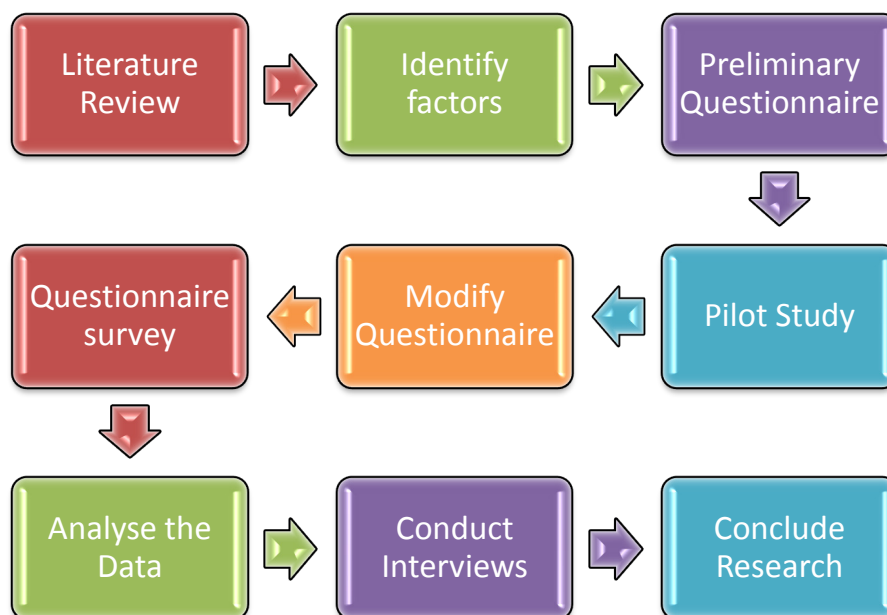 Literature
Review
Identify
factors
Preliminary
Questionnaire
Pilot Study
Modify
Questionnaire
Questionnaire
survey
Analyse the
Data
Conduct
Interviews
Conclude
Research